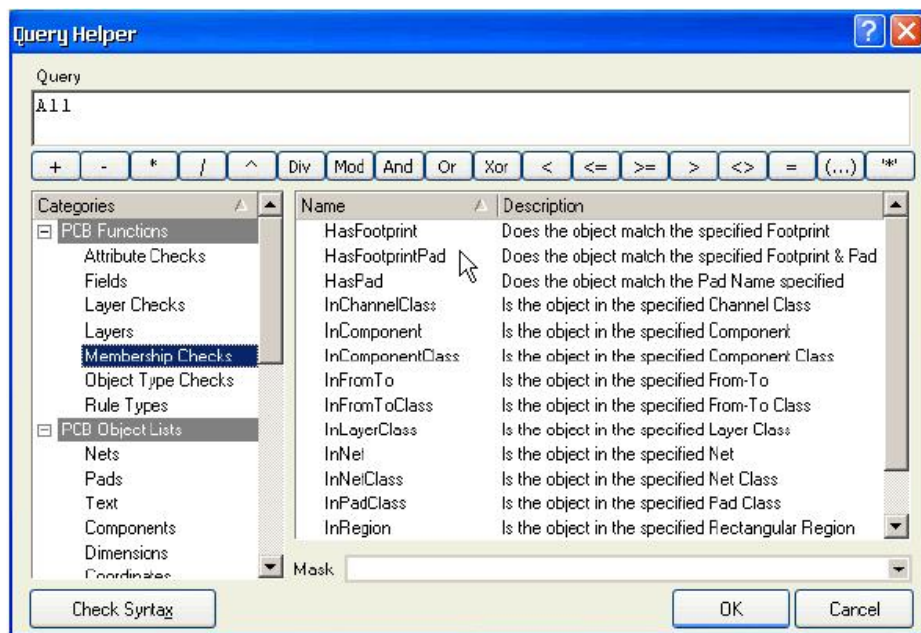 Query Helper
?
Query
All
+ - * / ^ Div Mod And Or Xor < <= >= > <> = (...) '*'
Categories
PCB Functions
Attribute Checks
Fields
Layer Checks
Layers
Membership Checks
Object Type Checks
Rule Types
PCB Object Lists
Nets
Pads
Text
Components
Dimensions
Coordinates
Name Description
HasFootprint Does the object match the specified Footprint
HasFootprintPad Does the object match the specified Footprint & Pad
HasPad Does the object match the Pad Name specified
InChannelClass Is the object in the specified Channel Class
InComponent Is the object in the specified Component
InComponentClass Is the object in the specified Component Class
InFromTo Is the object in the specified From-To
InFromToClass Is the object in the specified From-To Class
InLayerClass Is the object in the specified Layer Class
InNet Is the object in the specified Net
InNetClass Is the object in the specified Net Class
InPadClass Is the object in the specified Pad Class
InRegion Is the object in the specified Rectangular Region
Mask
Check Syntax OK Cancel